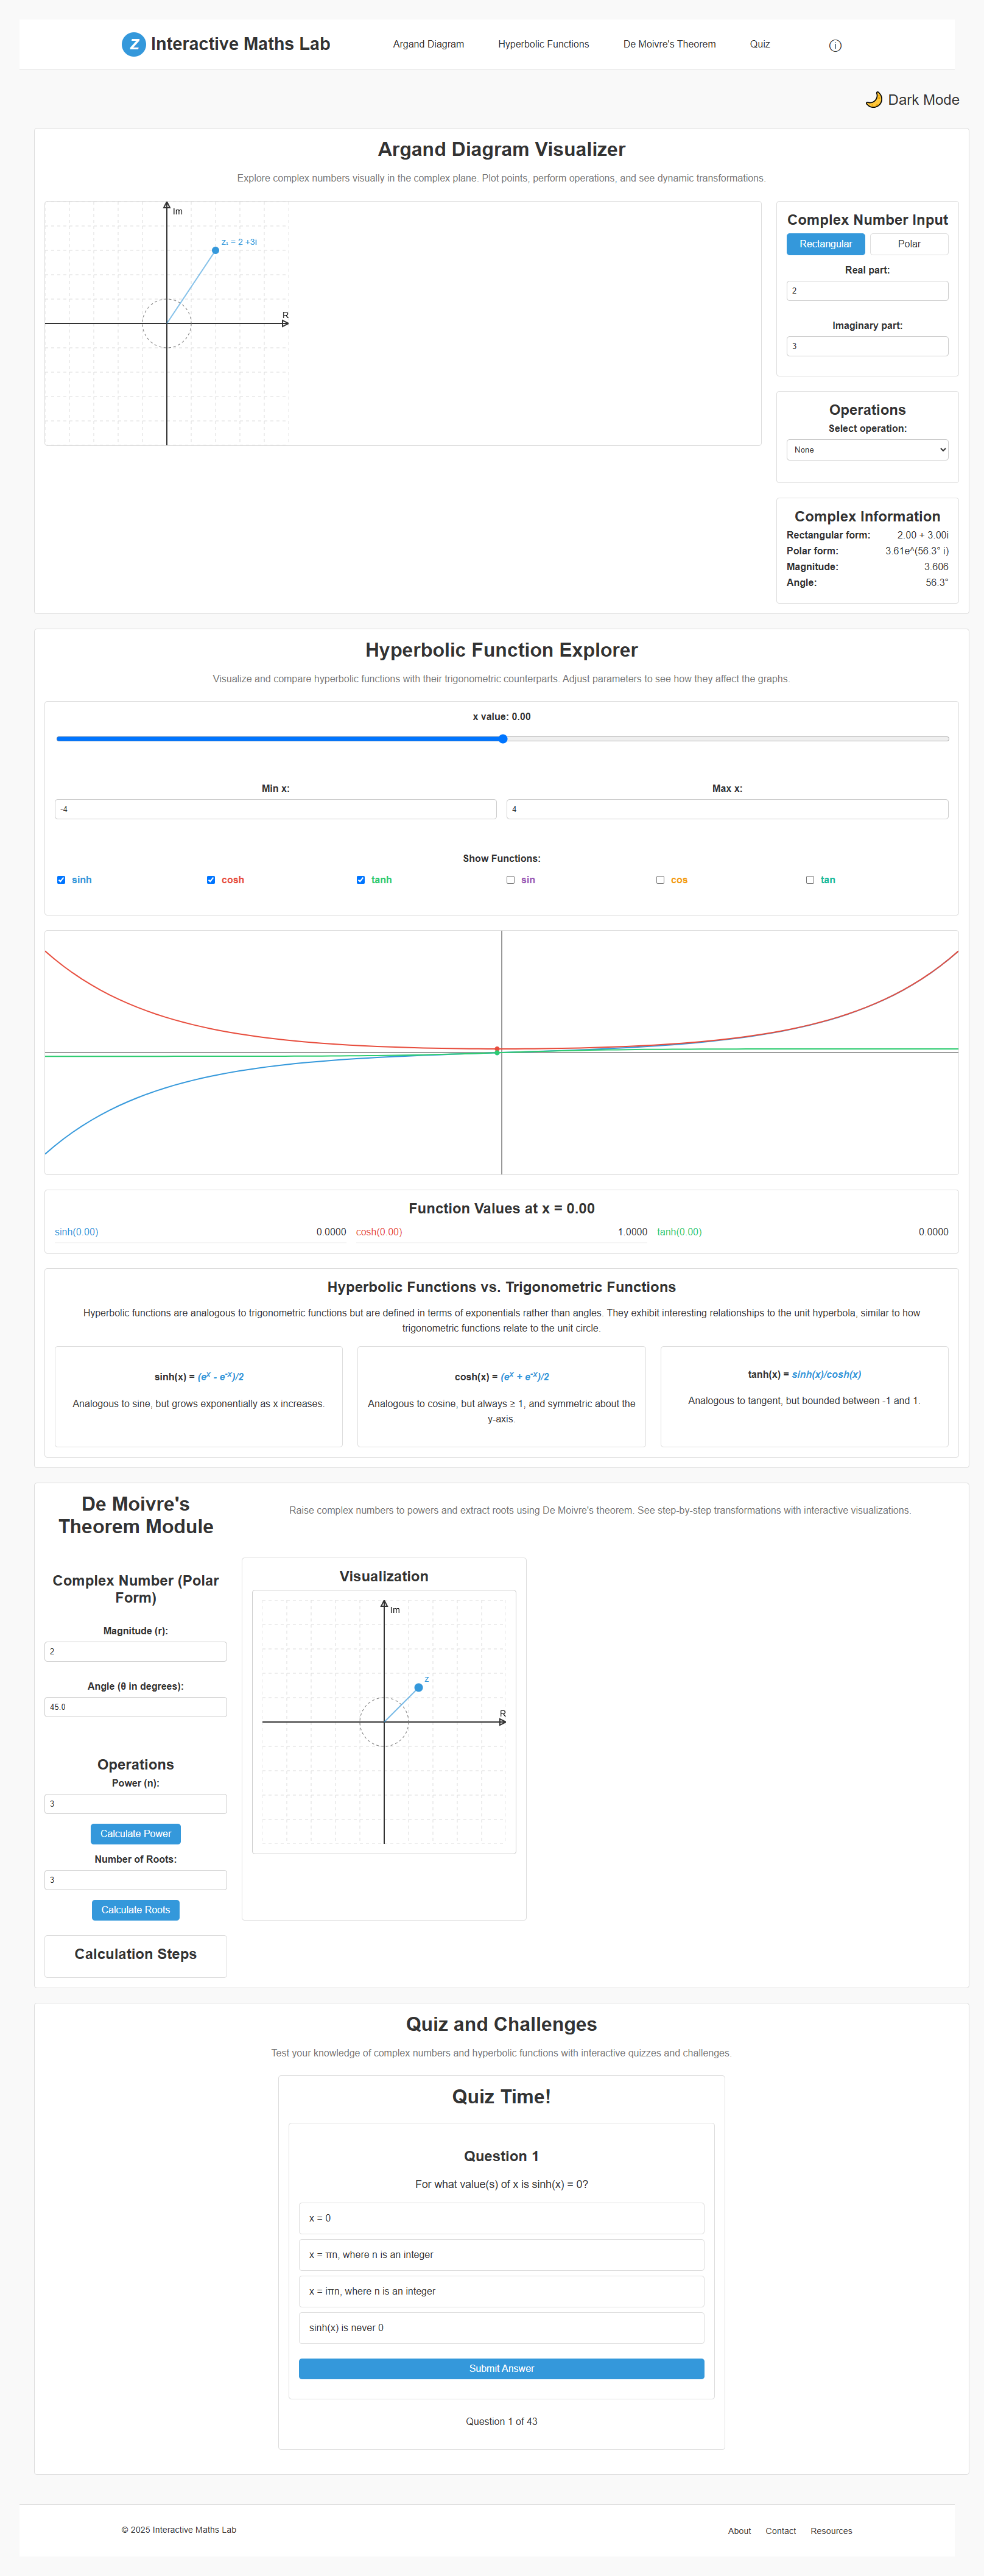 Z Interactive Maths Lab
Argand Diagram
Hyperbolic Functions
De Moivre's Theorem
Quiz
i
🌙 Dark Mode
Argand Diagram Visualizer
Explore complex numbers visually in the complex plane. Plot points, perform operations, and see dynamic transformations.
Im
z₁ = 2 +3i
R
Complex Number Input
Rectangular
Polar
Real part:
2
Imaginary part:
3
Operations
Select operation:
None
Complex Information
Rectangular form: 2.00 + 3.00i
Polar form: 3.61e^(56.3° i)
Magnitude: 3.606
Angle: 56.3°
Hyperbolic Function Explorer
Visualize and compare hyperbolic functions with their trigonometric counterparts. Adjust parameters to see how they affect the graphs.
x value: 0.00
Min x:
Max x:
-4
4
Show Functions:
sinh
cosh
tanh
sin
cos
tan
Function Values at x = 0.00
sinh(0.00) 0.0000
cosh(0.00) 1.0000
tanh(0.00) 0.0000
Hyperbolic Functions vs. Trigonometric Functions
Hyperbolic functions are analogous to trigonometric functions but are defined in terms of exponentials rather than angles. They exhibit interesting relationships to the unit hyperbola, similar to how
trigonometric functions relate to the unit circle.
sinh(x) = (eˣ - e⁻ˣ)/2
Analogous to sine, but grows exponentially as x increases.
cosh(x) = (eˣ + e⁻ˣ)/2
Analogous to cosine, but always ≥ 1, and symmetric about the
y-axis.
tanh(x) = sinh(x)/cosh(x)
Analogous to tangent, but bounded between -1 and 1.
De Moivre's
Theorem Module
Raise complex numbers to powers and extract roots using De Moivre's theorem. See step-by-step transformations with interactive visualizations.
Complex Number (Polar
Form)
Magnitude (r):
2
Angle (θ in degrees):
45.0
Operations
Power (n):
3
Calculate Power
Number of Roots:
3
Calculate Roots
Visualization
Im
z
R
Calculation Steps
Quiz and Challenges
Test your knowledge of complex numbers and hyperbolic functions with interactive quizzes and challenges.
Quiz Time!
Question 1
For what value(s) of x is sinh(x) = 0?
x = 0
x = πn, where n is an integer
x = iπn, where n is an integer
sinh(x) is never 0
Submit Answer
Question 1 of 43
© 2025 Interactive Maths Lab
About
Contact
Resources